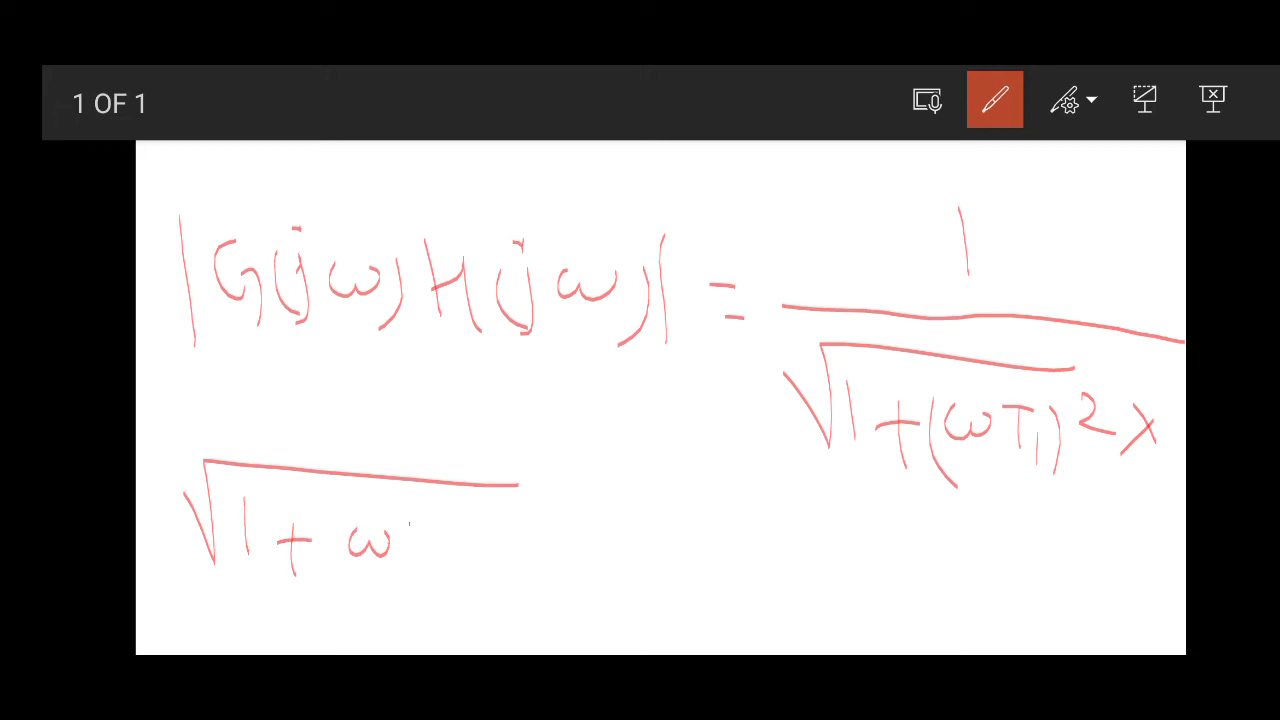 1 OF 1
|G(jω)H(jω)| = 1
√1+(ωT₁)² x
√1 + ω